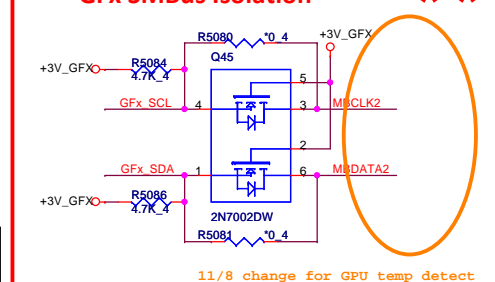 GFx SMBus Isolation
R5080 *0_4
+3V_GFX
Q45
+3V_GFX
R5084
4.7K_4
5
GFx_SCL
4
3
MBCLK2
2
GFx_SDA
1
6
MBDATA2
+3V_GFX
R5086
4.7K_4
2N7002DW
R5081 *0_4
11/8 change for GPU temp detect